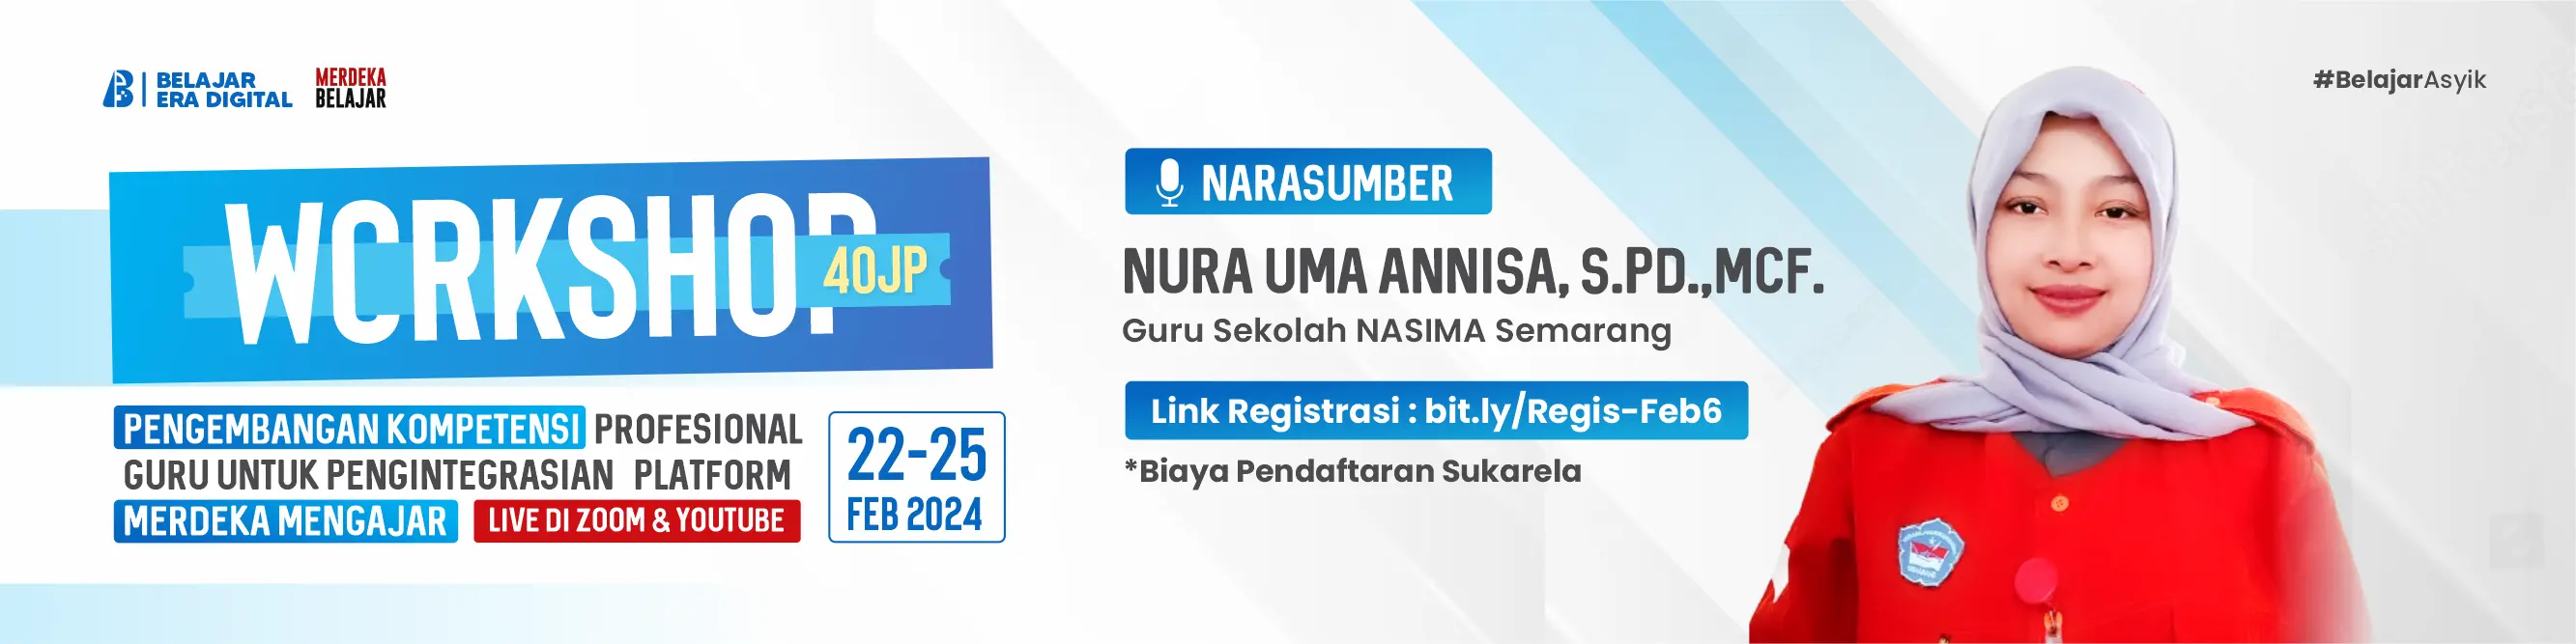 BELAJAR
ERA DIGITAL
MERDEKA
BELAJAR
#BelajarAsyik
WORKSHOP
40JP
PENGEMBANGAN KOMPETENSI PROFESIONAL
GURU UNTUK PENGINTEGRASIAN PLATFORM
MERDEKA MENGAJAR
LIVE DI ZOOM & YOUTUBE
22-25
FEB 2024
NARASUMBER
NURA UMA ANNISA, S.PD.,MCF.
Guru Sekolah NASIMA Semarang
Link Registrasi : bit.ly/Regis-Feb6
*Biaya Pendaftaran Sukarela